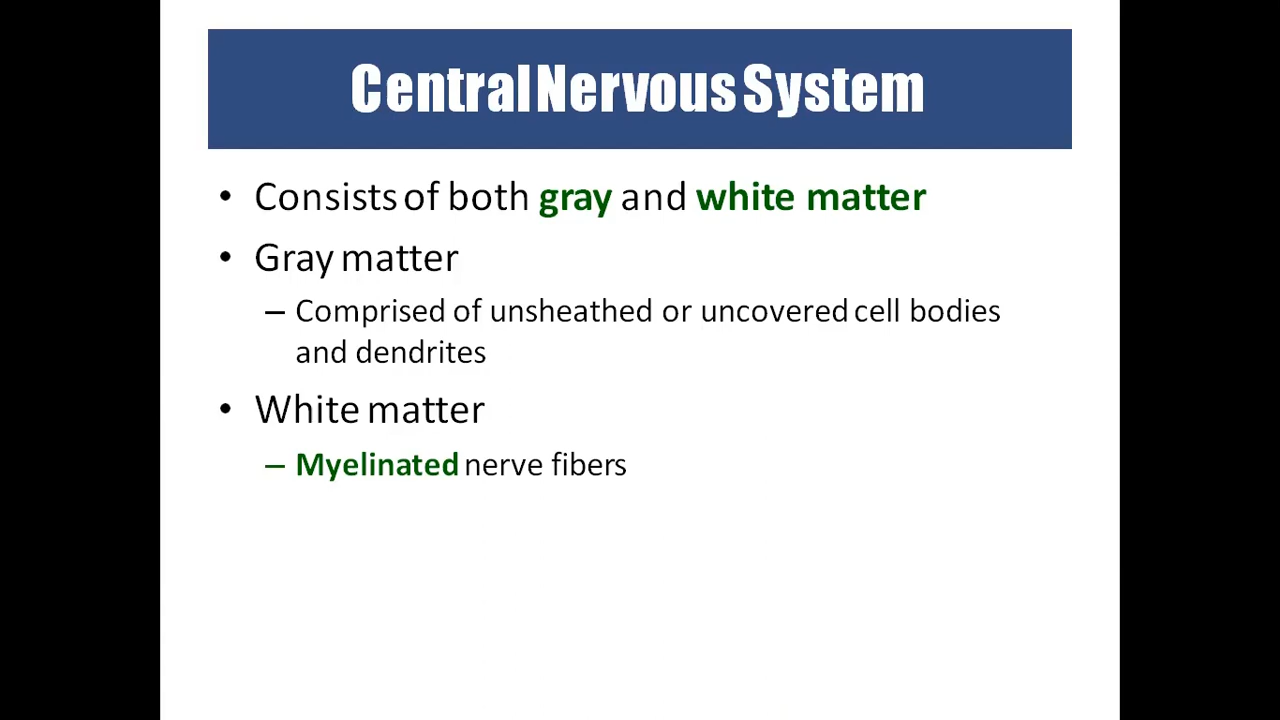 Central Nervous System
• Consists of both gray and white matter
• Gray matter
– Comprised of unsheathed or uncovered cell bodies
and dendrites
• White matter
– Myelinated nerve fibers